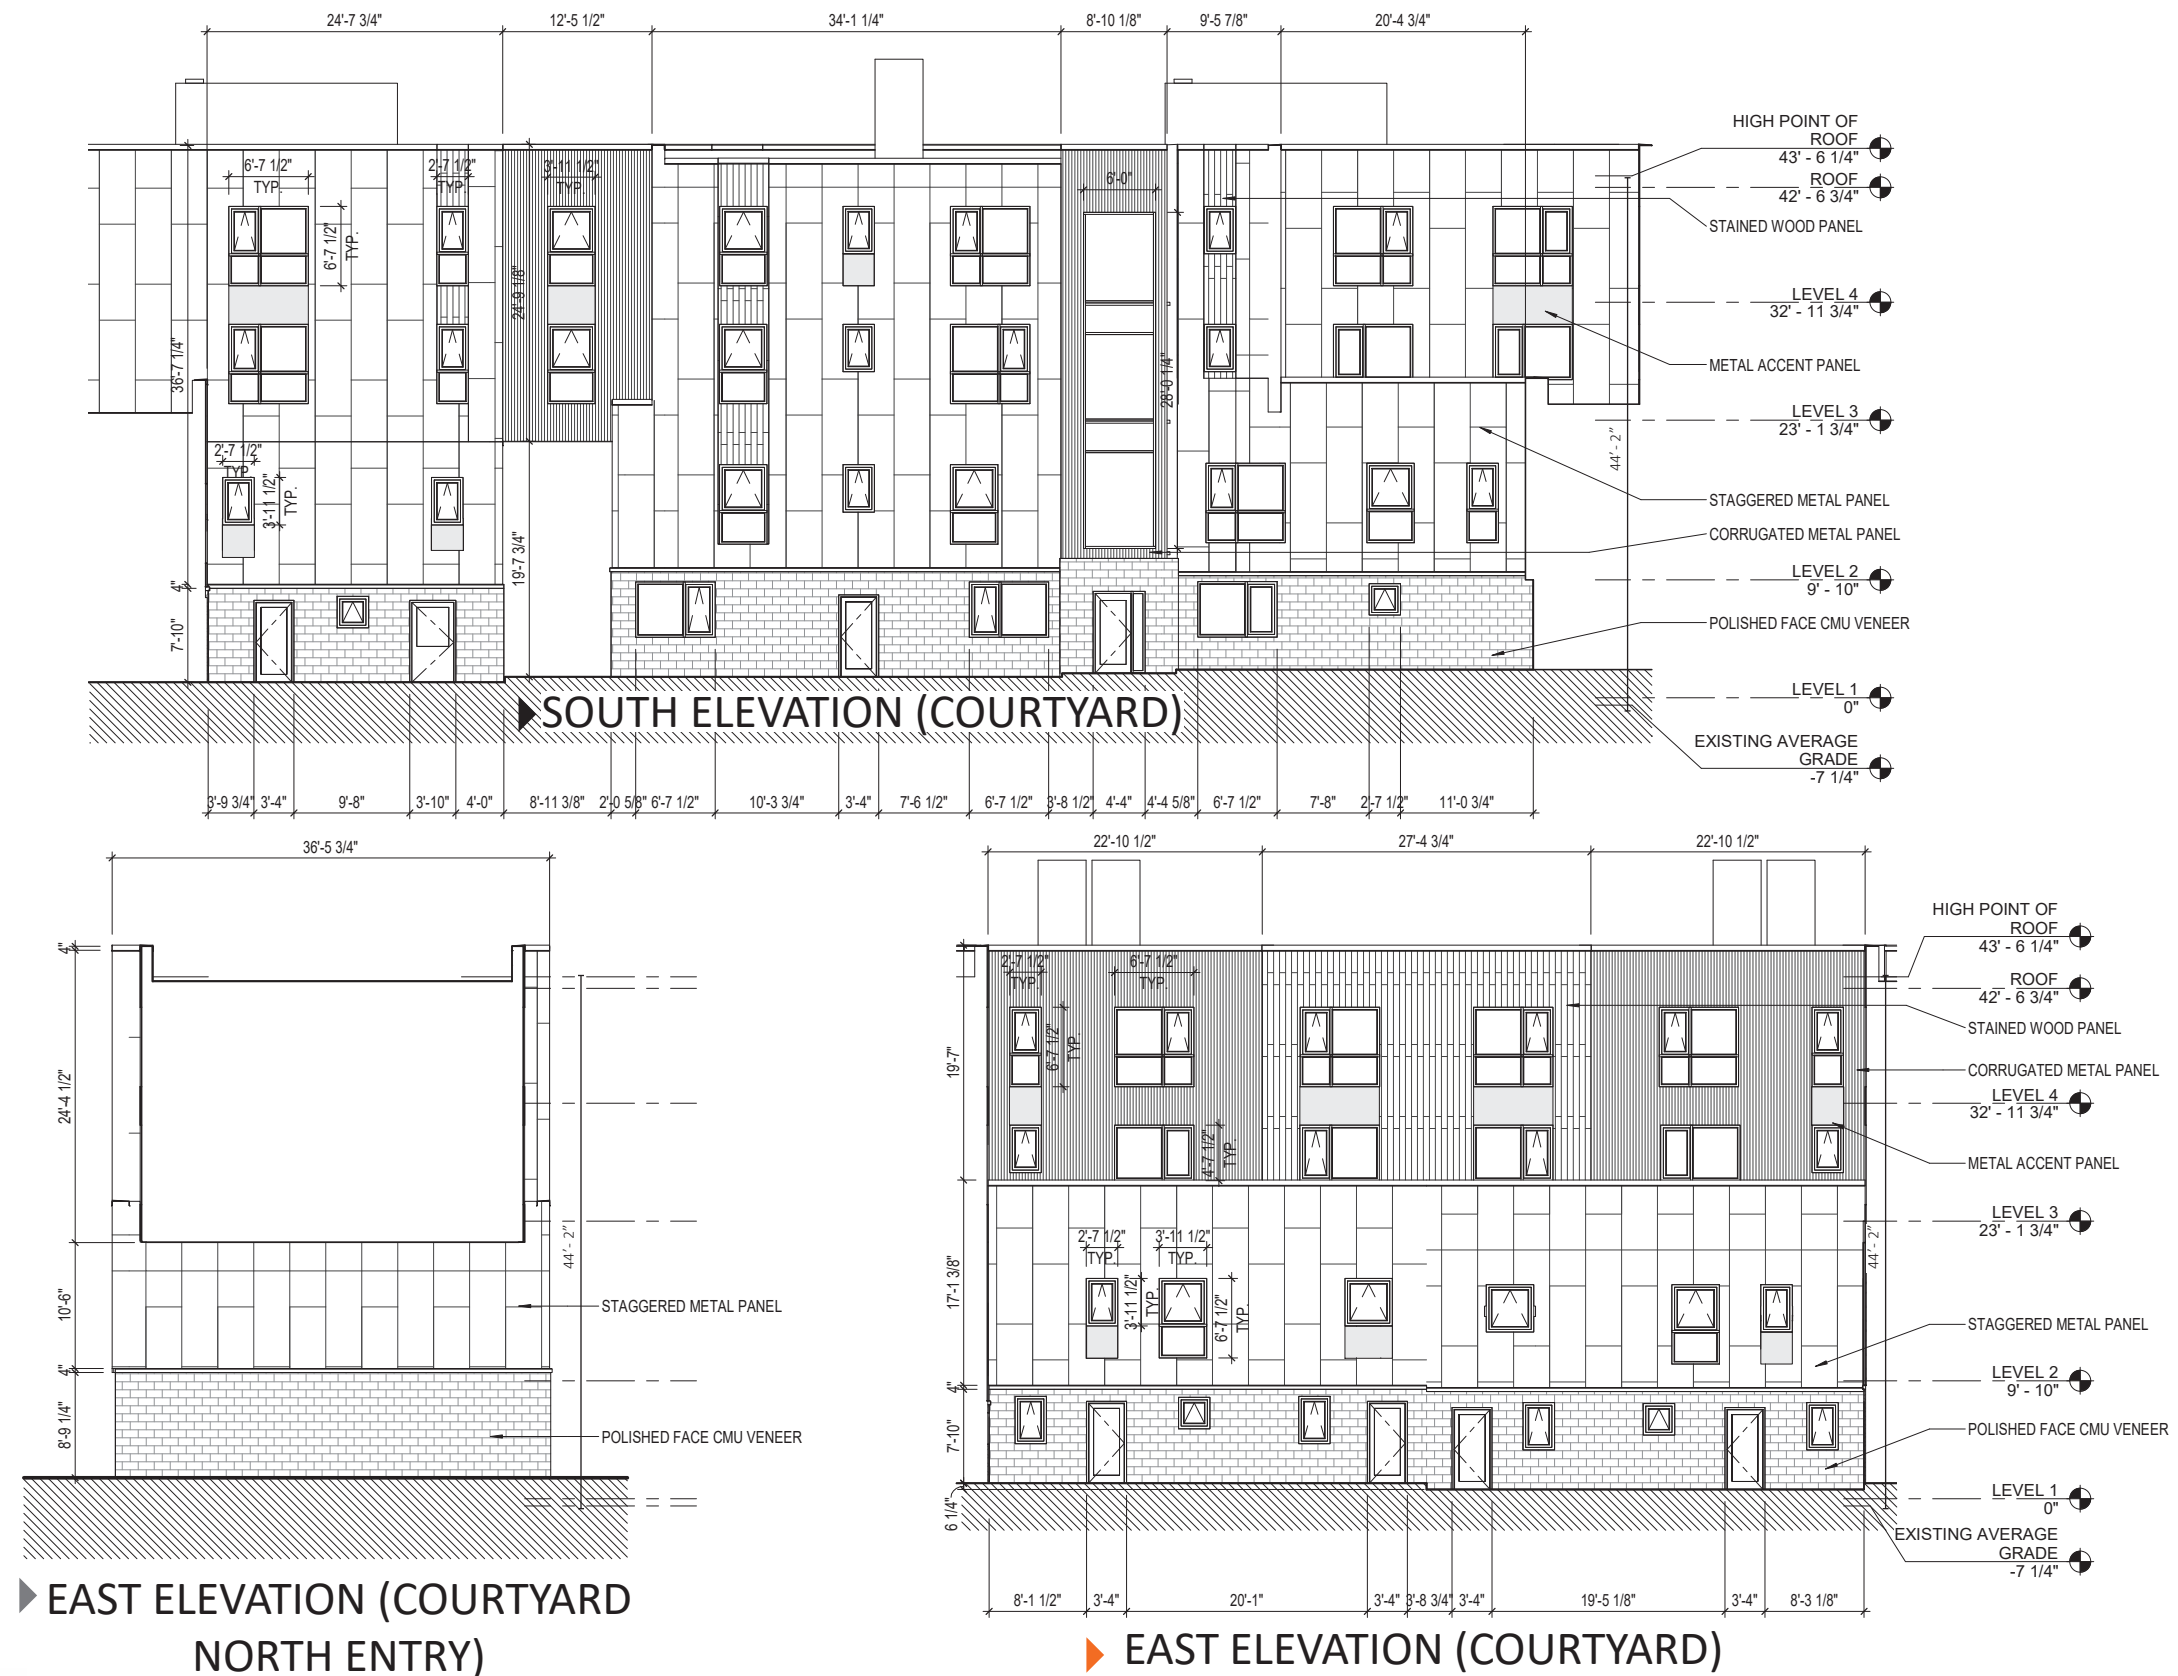 24'-7 3/4" 12'-5 1/2" 34'-1 1/4" 8'-10 1/8" 9'-5 7/8" 20'-4 3/4"
HIGH POINT OF
ROOF
43' - 6 1/4"
ROOF
42' - 6 3/4"
STAINED WOOD PANEL
LEVEL 4
32' - 11 3/4"
METAL ACCENT PANEL
LEVEL 3
23' - 1 3/4"
STAGGERED METAL PANEL
CORRUGATED METAL PANEL
LEVEL 2
9' - 10"
POLISHED FACE CMU VENEER
LEVEL 1
0"
EXISTING AVERAGE
GRADE
-7 1/4"
6'-7 1/2"
TYP.
2'-7 1/2"
TYP.
3'-11 1/2"
TYP.
6'-0"
6'-7 1/2"
TYP.
24'-9 1/8"
36'-7 1/4"
28'-0 1/4"
44'- 2"
2'-7 1/2"
TYP.
3'-11 1/2"
TYP.
19'-7 3/4"
4"
7'-10"
SOUTH ELEVATION (COURTYARD)
3'-9 3/4" 3'-4" 9'-8" 3'-10" 4'-0" 8'-11 3/8" 2'-0 5/8" 6'-7 1/2" 10'-3 3/4" 3'-4" 7'-6 1/2" 6'-7 1/2" 3'-8 1/2" 4'-4" 4'-4 5/8" 6'-7 1/2" 7'-8" 2'-7 1/2" 11'-0 3/4"
36'-5 3/4"
4"
24'-4 1/2"
44'- 2"
10'-6"
STAGGERED METAL PANEL
4"
8'-9 1/4"
POLISHED FACE CMU VENEER
EAST ELEVATION (COURTYARD
NORTH ENTRY)
22'-10 1/2" 27'-4 3/4" 22'-10 1/2"
HIGH POINT OF
ROOF
43' - 6 1/4"
ROOF
42' - 6 3/4"
STAINED WOOD PANEL
CORRUGATED METAL PANEL
LEVEL 4
32' - 11 3/4"
METAL ACCENT PANEL
LEVEL 3
23' - 1 3/4"
STAGGERED METAL PANEL
LEVEL 2
9' - 10"
POLISHED FACE CMU VENEER
LEVEL 1
0"
EXISTING AVERAGE
GRADE
-7 1/4"
2'-7 1/2"
TYP.
6'-7 1/2"
TYP.
6'-7 1/2"
TYP.
19'-7"
4'-7 1/2"
TYP.
44'- 2"
2'-7 1/2"
TYP.
3'-11 1/2"
TYP.
3'-11 1/2"
TYP.
6'-7 1/2"
TYP.
17'-1 3/8"
4"
7'-10"
6 1/4"
8'-1 1/2" 3'-4" 20'-1" 3'-4" 3'-8 3/4" 3'-4" 19'-5 1/8" 3'-4" 8'-3 1/8"
EAST ELEVATION (COURTYARD)